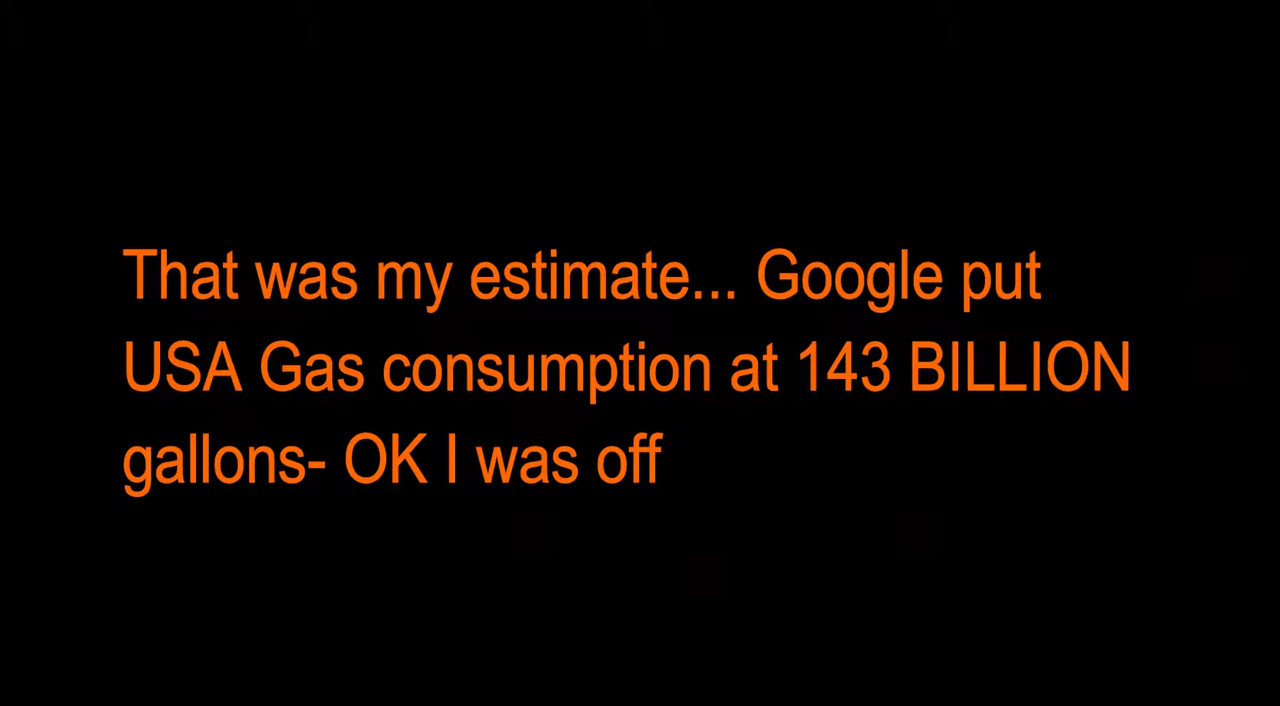 That was my estimate... Google put
USA Gas consumption at 143 BILLION
gallons- OK I was off